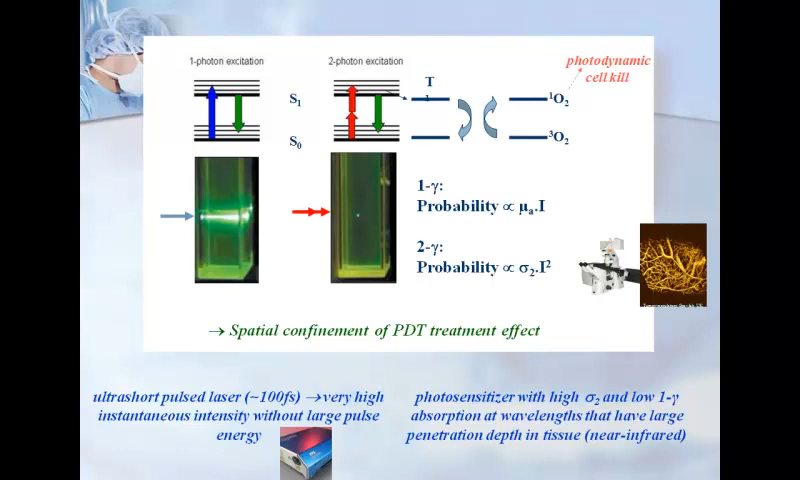 1-photon excitation
2-photon excitation
photodynamic
cell kill
T
S1
¹O2
S0
³O2
1-γ:
Probability ∝ μa.I
2-γ:
Probability ∝ σ2.I²
→ Spatial confinement of PDT treatment effect
ultrashort pulsed laser (~100fs) →very high
instantaneous intensity without large pulse
energy
photosensitizer with high σ2 and low 1-γ
absorption at wavelengths that have large
penetration depth in tissue (near-infrared)